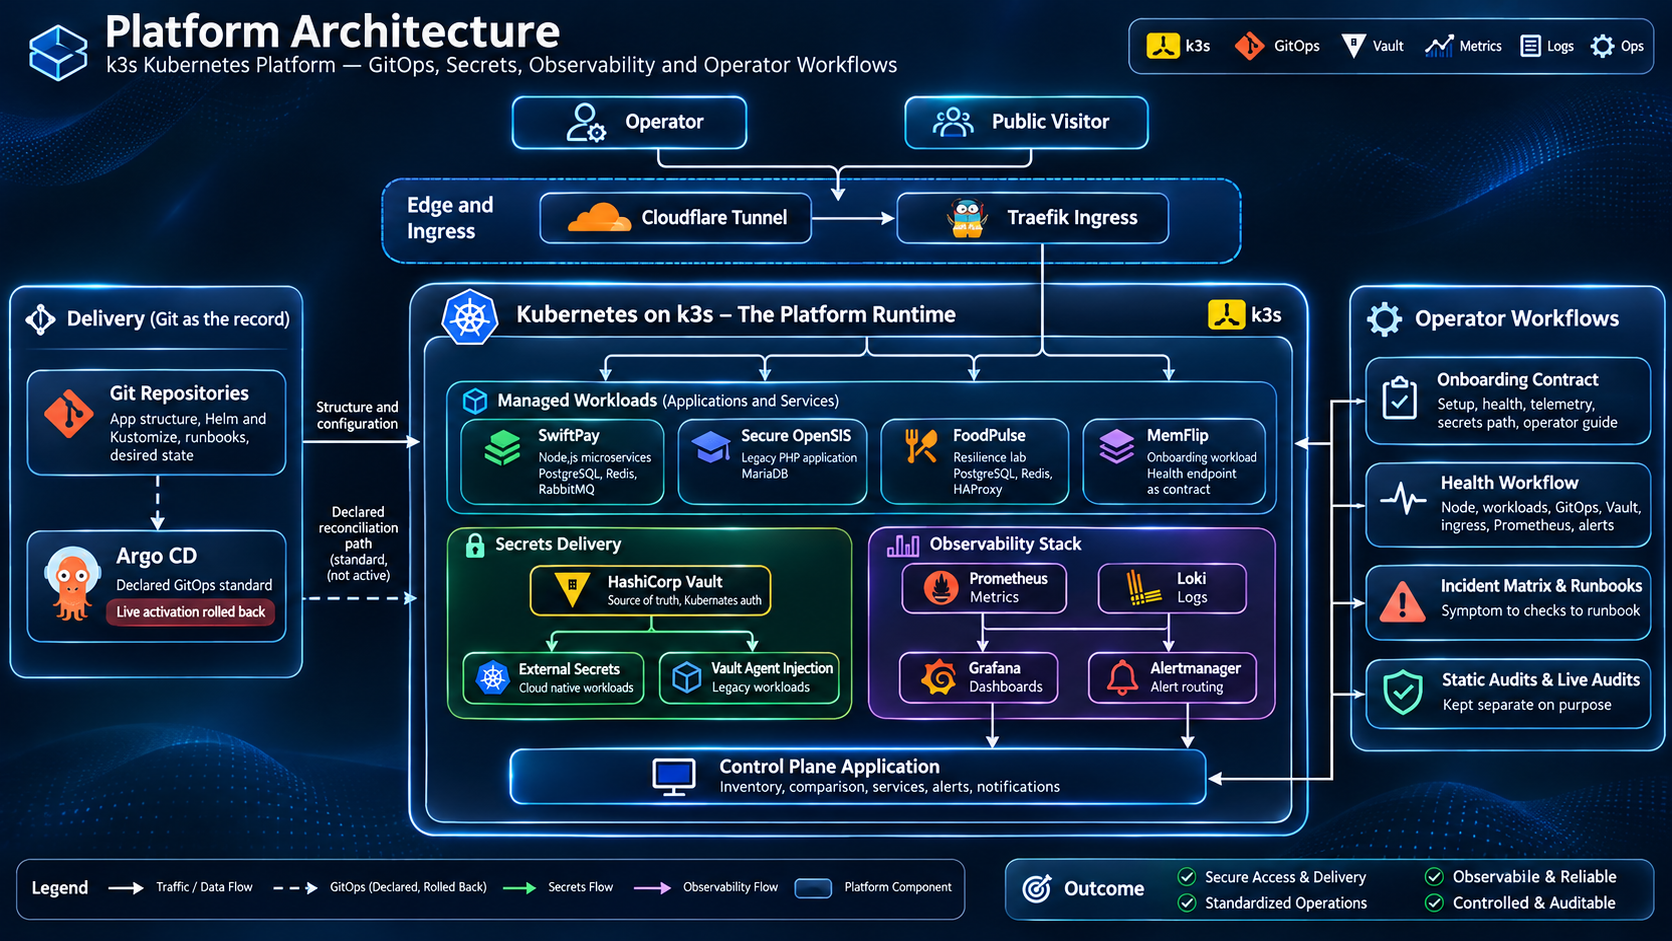 Platform Architecture
k3s Kubernetes Platform — GitOps, Secrets, Observability and Operator Workflows
k3s
GitOps
Vault
Metrics
Logs
Ops
Operator
Public Visitor
Edge and
Ingress
Cloudflare Tunnel
Traefik Ingress
Delivery (Git as the record)
Git Repositories
App structure, Helm and
Kustomize, runbooks,
desired state
Argo CD
Declared GitOps standard
Live activation rolled back
Structure and
configuration
Declared
reconciliation
path
(standard,
(not active)
Kubernetes on k3s – The Platform Runtime
k3s
Managed Workloads (Applications and Services)
SwiftPay
Node,js microservices
PostgreSQL, Redis,
RabbitMQ
Secure OpenSIS
Legacy PHP application
MariaDB
FoodPulse
Resilience lab
PostgreSQL, Redis,
HAProxy
MemFlip
Onboarding workload
Health endpoint
as contract
Secrets Delivery
HashiCorp Vault
Source of truth, Kubernates auth
External Secrets
Cloud native workloads
Vault Agent Injection
Legacy workloads
Observability Stack
Prometheus
Metrics
Loki
Logs
Grafana
Dashboards
Alertmanager
Alert routing
Control Plane Application
Inventory, comparison, services, alerts, notifications
Operator Workflows
Onboarding Contract
Setup, health, telemetry,
secrets path, operator guide
Health Workflow
Node, workloads, GitOps, Vault,
ingress, Prometheus, alerts
Incident Matrix & Runbooks
Symptom to checks to runbook
Static Audits & Live Audits
Kept separate on purpose
Legend
Traffic / Data Flow
GitOps (Declared, Rolled Back)
Secrets Flow
Observability Flow
Platform Component
Outcome
Secure Access & Delivery
Standardized Operations
Observabile & Reliable
Controlled & Auditable